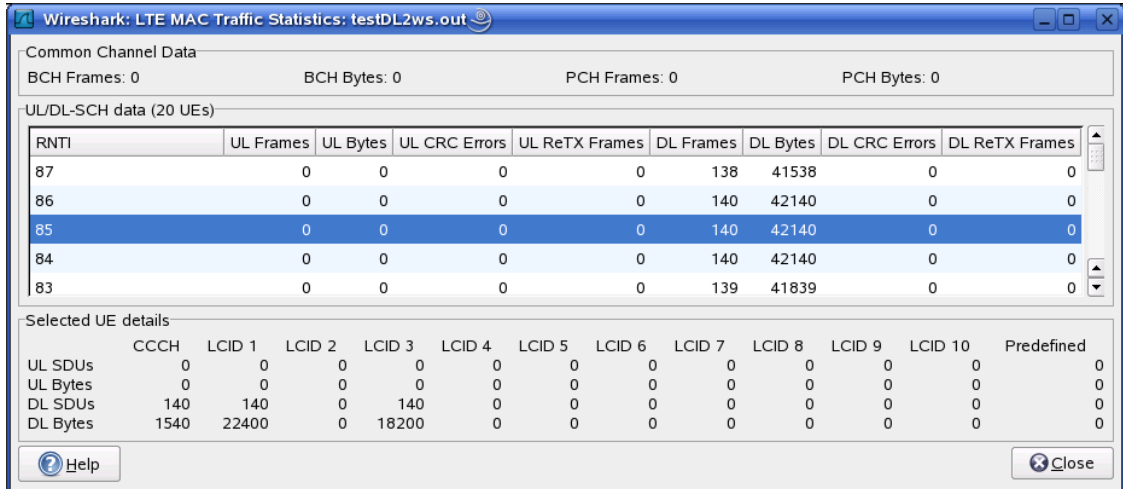 Wireshark: LTE MAC Traffic Statistics: testDL2ws.out
Common Channel Data
BCH Frames: 0 BCH Bytes: 0 PCH Frames: 0 PCH Bytes: 0
UL/DL-SCH data (20 UEs)
RNTI UL Frames UL Bytes UL CRC Errors UL ReTX Frames DL Frames DL Bytes DL CRC Errors DL ReTX Frames
87 0 0 0 0 138 41538 0 0
86 0 0 0 0 140 42140 0 0
85 0 0 0 0 140 42140 0 0
84 0 0 0 0 140 42140 0 0
83 0 0 0 0 139 41839 0 0
Selected UE details
CCCH LCID 1 LCID 2 LCID 3 LCID 4 LCID 5 LCID 6 LCID 7 LCID 8 LCID 9 LCID 10 Predefined
UL SDUs 0 0 0 0 0 0 0 0 0 0 0 0
UL Bytes 0 0 0 0 0 0 0 0 0 0 0 0
DL SDUs 140 140 0 140 0 0 0 0 0 0 0 0
DL Bytes 1540 22400 0 18200 0 0 0 0 0 0 0 0
Help Close